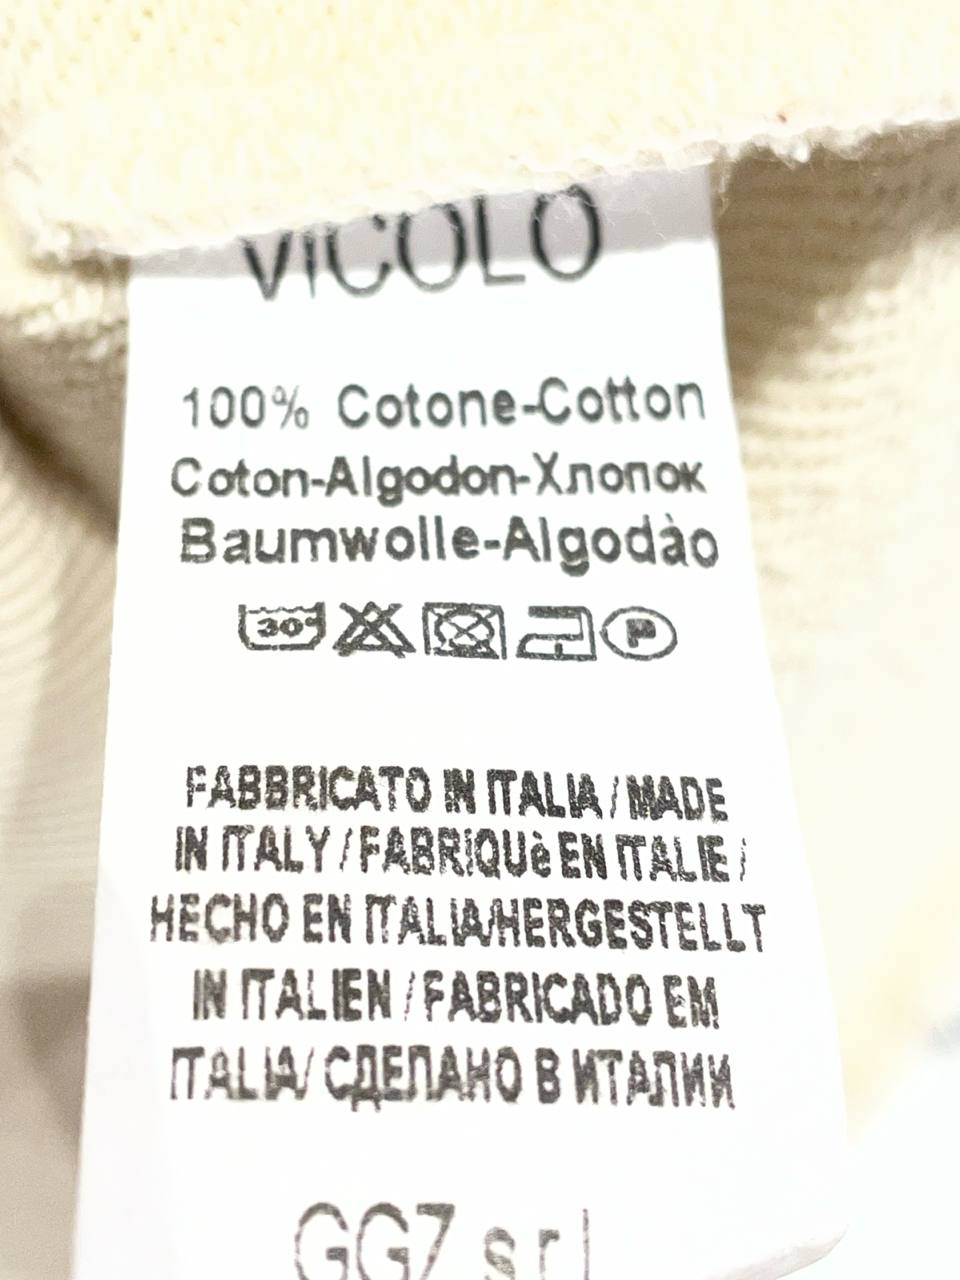 VICOLO
100% Cotone-Cotton
Coton-Algodon-Хлопок
Baumwolle-Algodào
30°
P
FABBRICATO IN ITALIA / MADE
IN ITALY / FABRIQUè EN ITALIE /
HECHO EN ITALIA/HERGESTELLT
IN ITALIEN / FABRICADO EM
ITALIA/ СДЕЛАНО В ИТАЛИИ
GGZ s r l